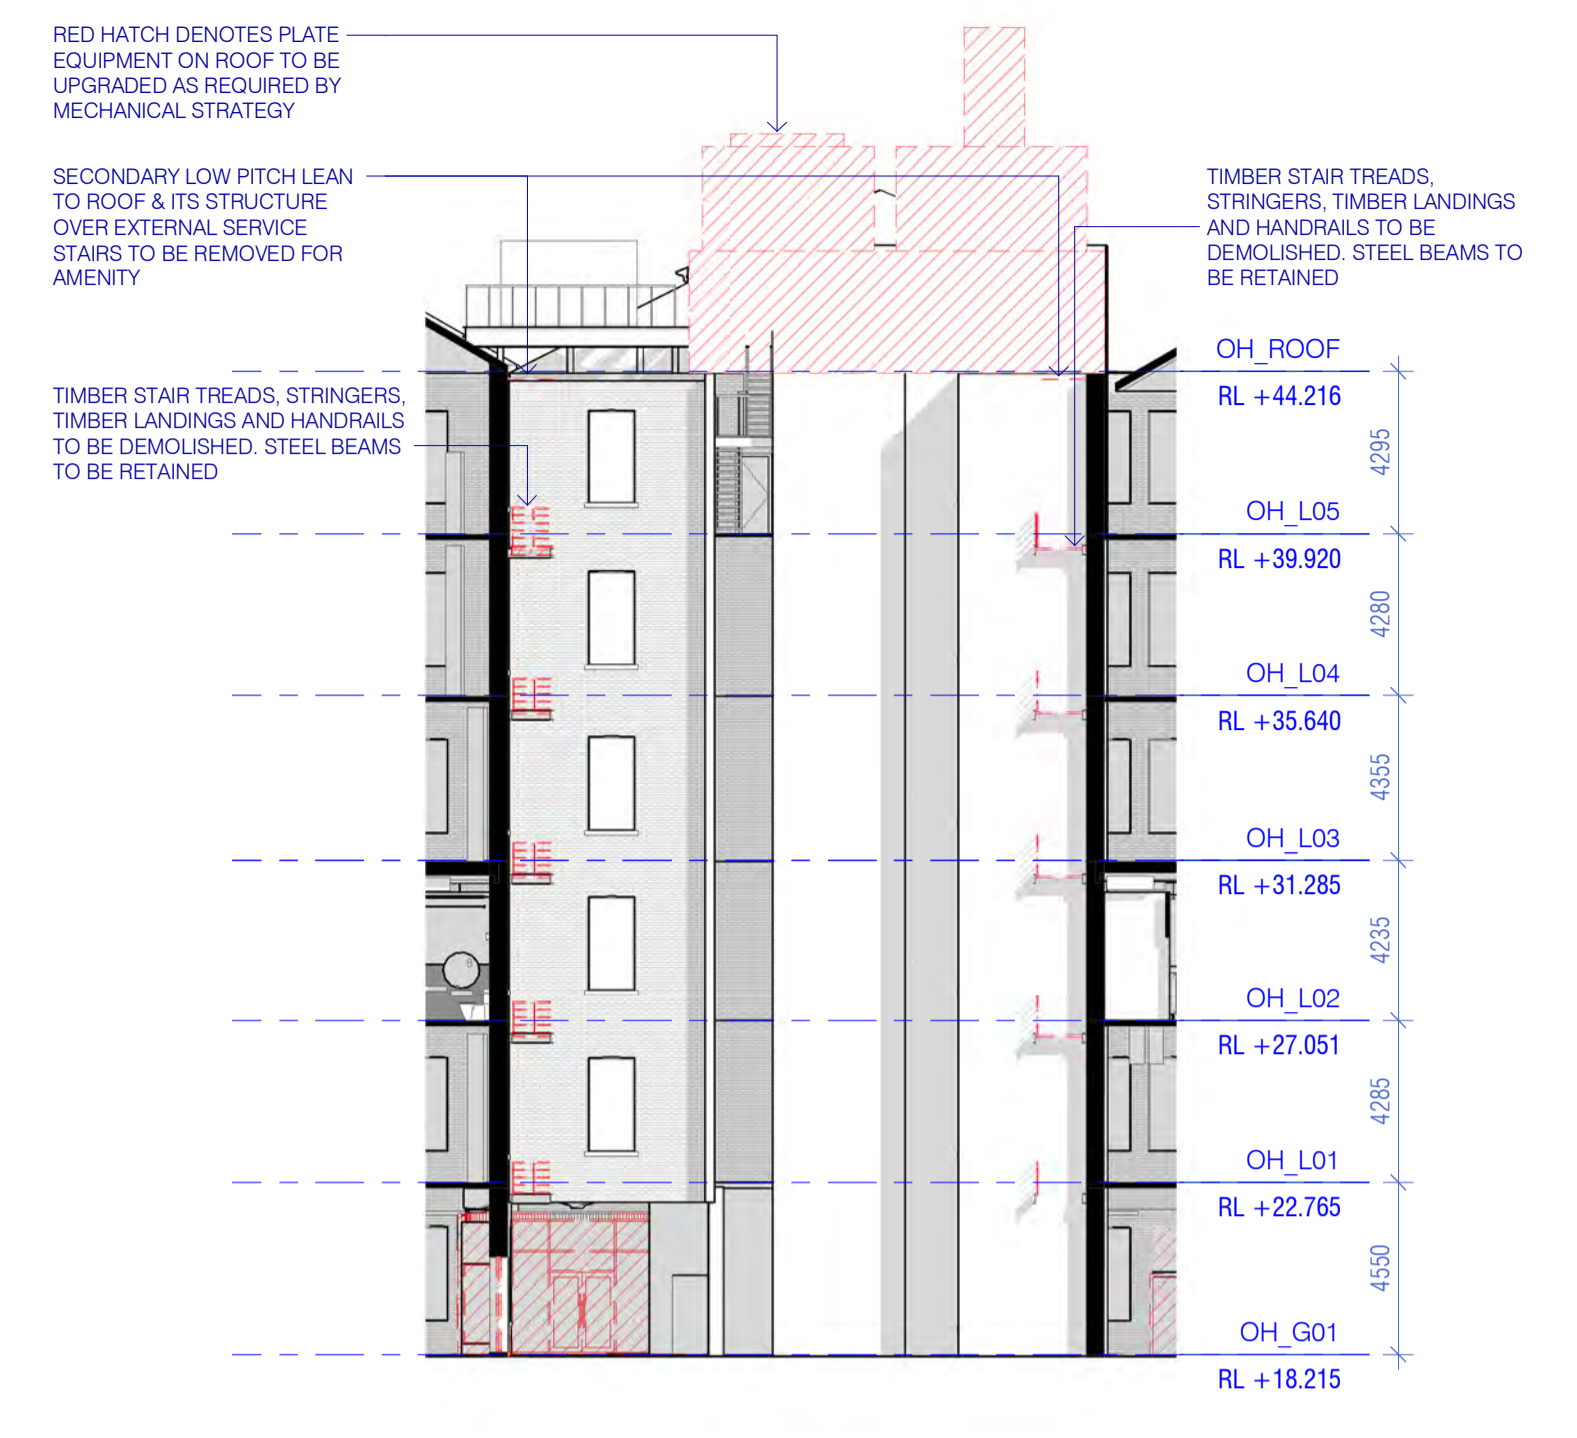 RED HATCH DENOTES PLATE
EQUIPMENT ON ROOF TO BE
UPGRADED AS REQUIRED BY
MECHANICAL STRATEGY
SECONDARY LOW PITCH LEAN
TO ROOF & ITS STRUCTURE
OVER EXTERNAL SERVICE
STAIRS TO BE REMOVED FOR
AMENITY
TIMBER STAIR TREADS,
STRINGERS, TIMBER LANDINGS
AND HANDRAILS TO BE
DEMOLISHED. STEEL BEAMS TO
BE RETAINED
TIMBER STAIR TREADS, STRINGERS,
TIMBER LANDINGS AND HANDRAILS
TO BE DEMOLISHED. STEEL BEAMS
TO BE RETAINED
OH_ROOF
RL +44.216
4295
OH_L05
RL +39.920
4280
OH_L04
RL +35.640
4355
OH_L03
RL +31.285
4235
OH_L02
RL +27.051
4285
OH_L01
RL +22.765
4550
OH_G01
RL +18.215